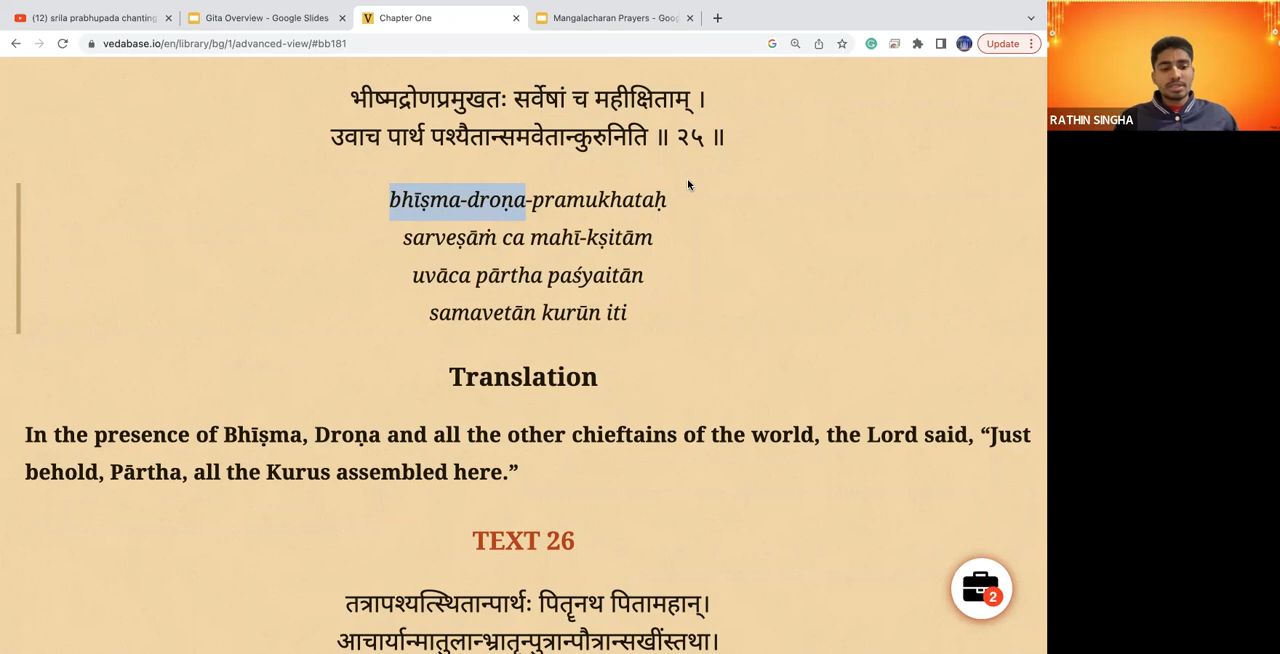 (12) srila prabhupada chanting
Gita Overview - Google Slides
Chapter One
Mangalacharan Prayers - Goo
vedabase.io/en/library/bg/1/advanced-view/#bb181
Update
RATHIN SINGHA
भीष्मद्रोणप्रमुखतः सर्वेषां च महीक्षिताम् ।
उवाच पार्थ पश्यैतान्समवेतान्कुरुनिति ॥ २५ ॥
bhīṣma-droṇa-pramukhataḥ
sarveṣāṁ ca mahī-kṣitām
uvāca pārtha paśyaitān
samavetān kurūn iti
Translation
In the presence of Bhīṣma, Droṇa and all the other chieftains of the world, the Lord said, “Just
behold, Pārtha, all the Kurus assembled here.”
TEXT 26
तत्रापश्यत्स्थितान्पार्थः पितॄनथ पितामहान्।
आचार्यान्मातुलान्भ्रातॄन्पुत्रान्पौत्रान्सखींस्तथा।
2